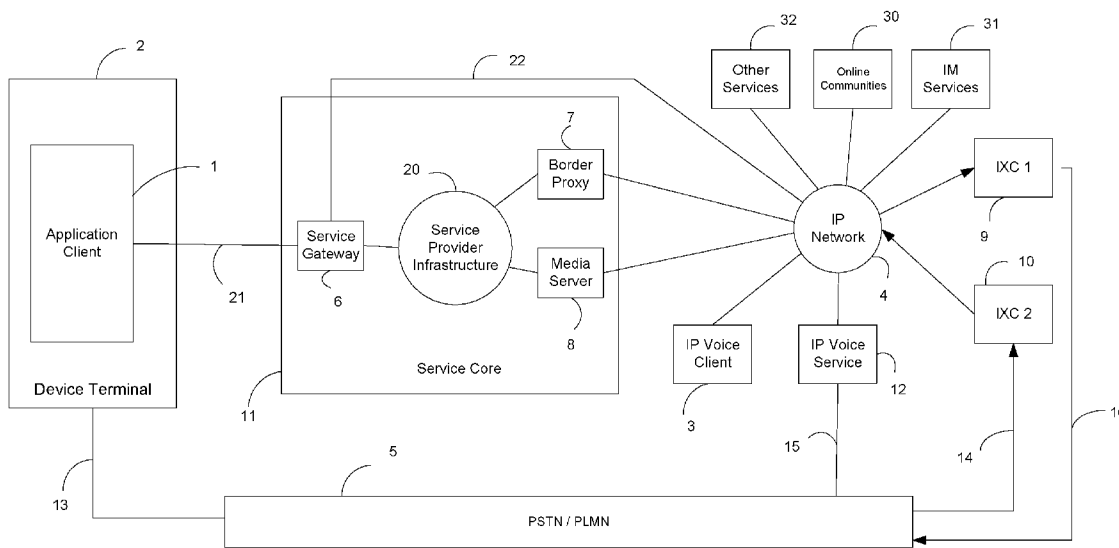 2
32
30
31
22
Other
Services
Online
Communities
IM
Services
1
7
20
Border
Proxy
IXC 1
Application
Client
Service
Gateway
Service
Provider
Infrastructure
IP
Network
9
21
6
Media
Server
4
10
IXC 2
8
IP Voice
Client
IP Voice
Service
Device Terminal
Service Core
11
3
12
15
14
13
5
PSTN / PLMN